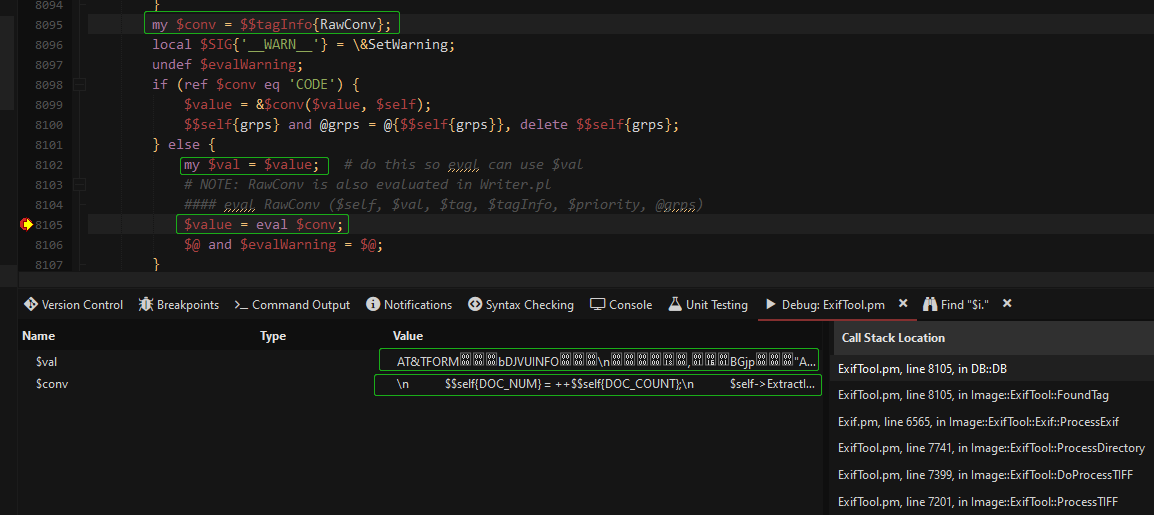 8094 }
8095 my $conv = $$tagInfo{RawConv};
8096 local $SIG{'__WARN__'} = \&SetWarning;
8097 undef $evalWarning;
8098 if (ref $conv eq 'CODE') {
8099 $value = &$conv($value, $self);
8100 $$self{grps} and @grps = @{$$self{grps}}, delete $$self{grps};
8101 } else {
8102 my $val = $value; # do this so eval can use $val
8103 # NOTE: RawConv is also evaluated in Writer.pl
8104 #### eval RawConv ($self, $val, $tag, $tagInfo, $priority, @grps)
8105 $value = eval $conv;
8106 $@ and $evalWarning = $@;
8107 }
Version Control Breakpoints Command Output Notifications Syntax Checking Console Unit Testing Debug: ExifTool.pm Find "$i."
Name Type Value Call Stack Location
$val AT&TFORM bDJVUINFO \n , BGjp "A...
$conv \n $$self{DOC_NUM} = ++$$self{DOC_COUNT};\n $self->ExtractI...
ExifTool.pm, line 8105, in DB::DB
ExifTool.pm, line 8105, in Image::ExifTool::FoundTag
Exif.pm, line 6565, in Image::ExifTool::Exif::ProcessExif
ExifTool.pm, line 7741, in Image::ExifTool::ProcessDirectory
ExifTool.pm, line 7399, in Image::ExifTool::DoProcessTIFF
ExifTool.pm, line 7201, in Image::ExifTool::ProcessTIFF